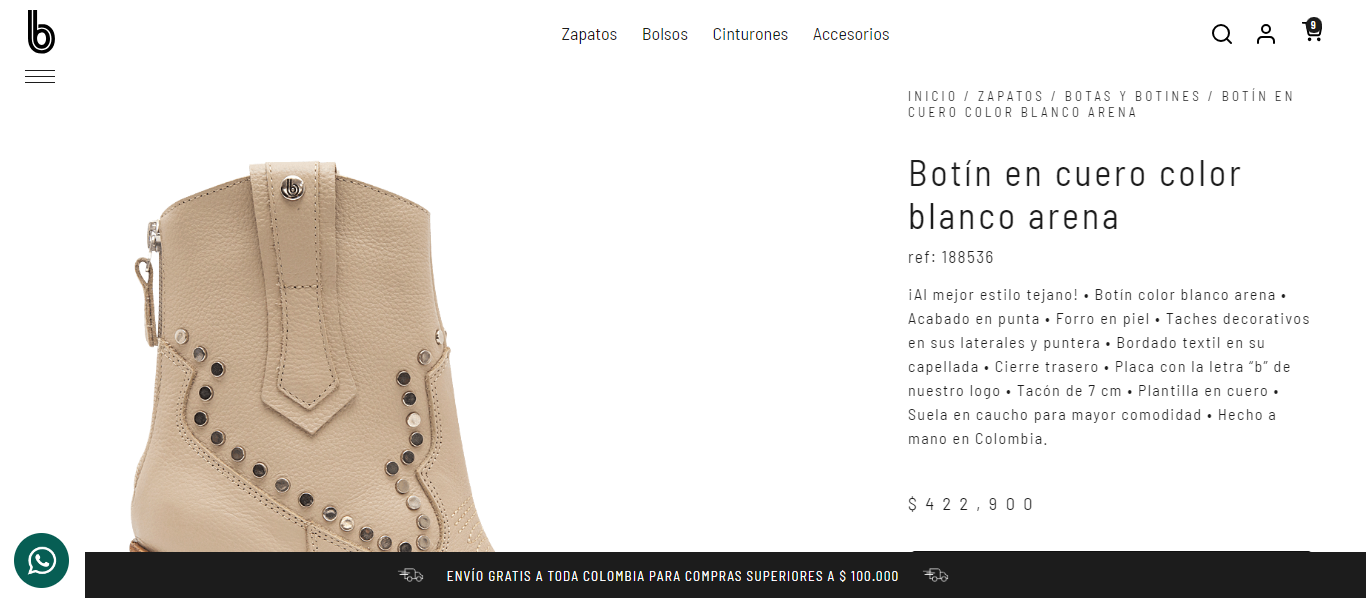 b
Zapatos Bolsos Cinturones Accesorios
9
INICIO / ZAPATOS / BOTAS Y BOTINES / BOTÍN EN
CUERO COLOR BLANCO ARENA
Botín en cuero color
blanco arena
ref: 188536
¡Al mejor estilo tejano! • Botín color blanco arena •
Acabado en punta • Forro en piel • Taches decorativos
en sus laterales y puntera • Bordado textil en su
capellada • Cierre trasero • Placa con la letra “b” de
nuestro logo • Tacón de 7 cm • Plantilla en cuero •
Suela en caucho para mayor comodidad • Hecho a
mano en Colombia.
$422,900
b
ENVÍO GRATIS A TODA COLOMBIA PARA COMPRAS SUPERIORES A $ 100.000